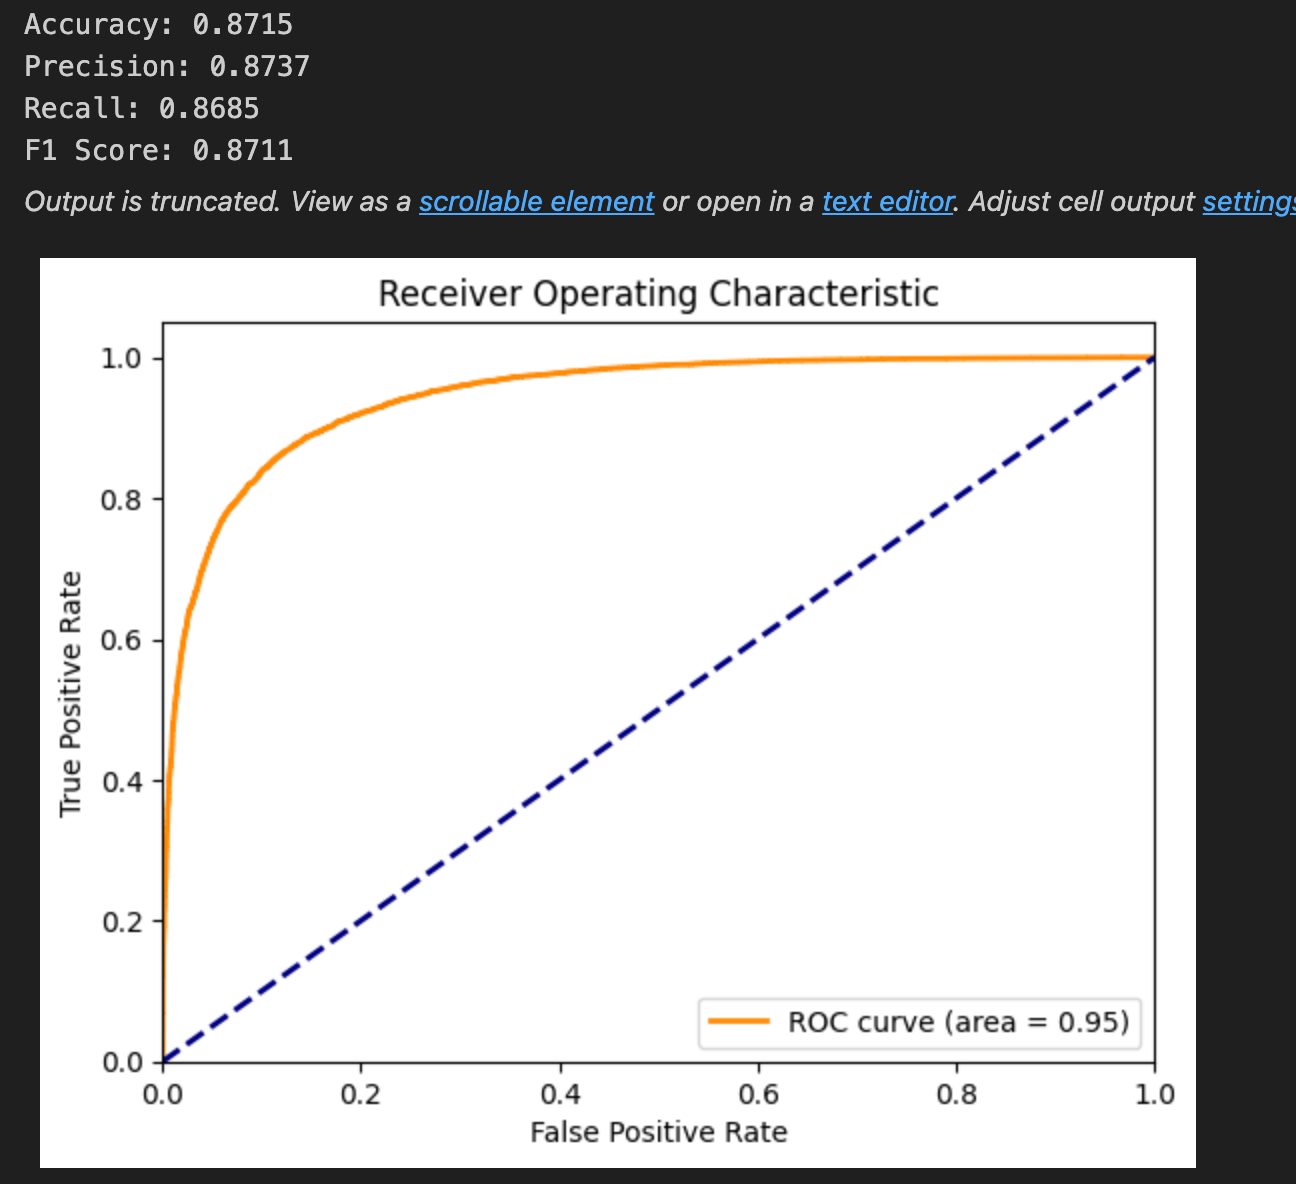 Accuracy: 0.8715
Precision: 0.8737
Recall: 0.8685
F1 Score: 0.8711
Output is truncated. View as a scrollable element or open in a text editor. Adjust cell output settings
Receiver Operating Characteristic
1.0
0.8
0.6
0.4
0.2
0.0
True Positive Rate
ROC curve (area = 0.95)
0.0 0.2 0.4 0.6 0.8 1.0
False Positive Rate